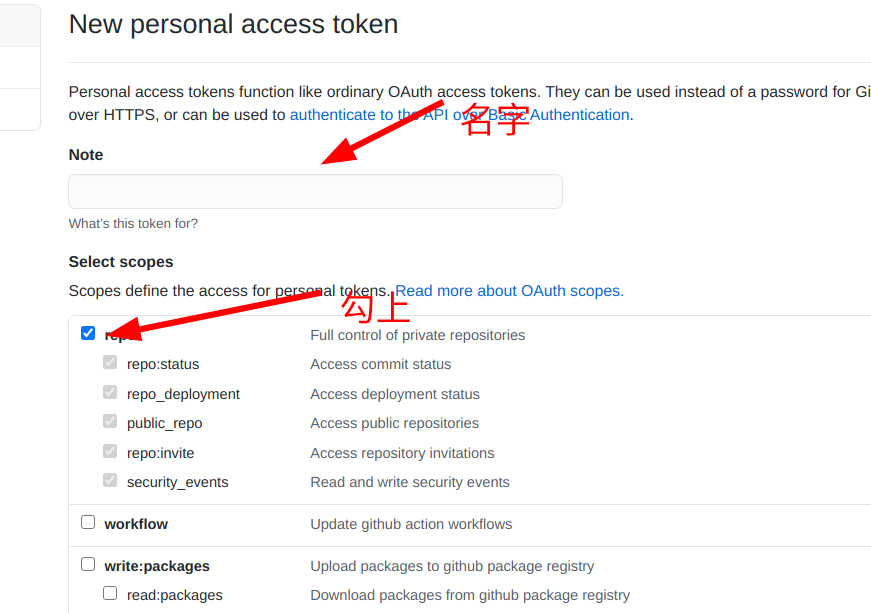 New personal access token
Personal access tokens function like ordinary OAuth access tokens. They can be used instead of a password for Gi
over HTTPS, or can be used to authenticate to the API over Basic Authentication.
名字
Note
What's this token for?
Select scopes
Scopes define the access for personal tokens. Read more about OAuth scopes.
勾上
repo Full control of private repositories
repo:status Access commit status
repo_deployment Access deployment status
public_repo Access public repositories
repo:invite Access repository invitations
security_events Read and write security events
workflow Update github action workflows
write:packages Upload packages to github package registry
read:packages Download packages from github package registry